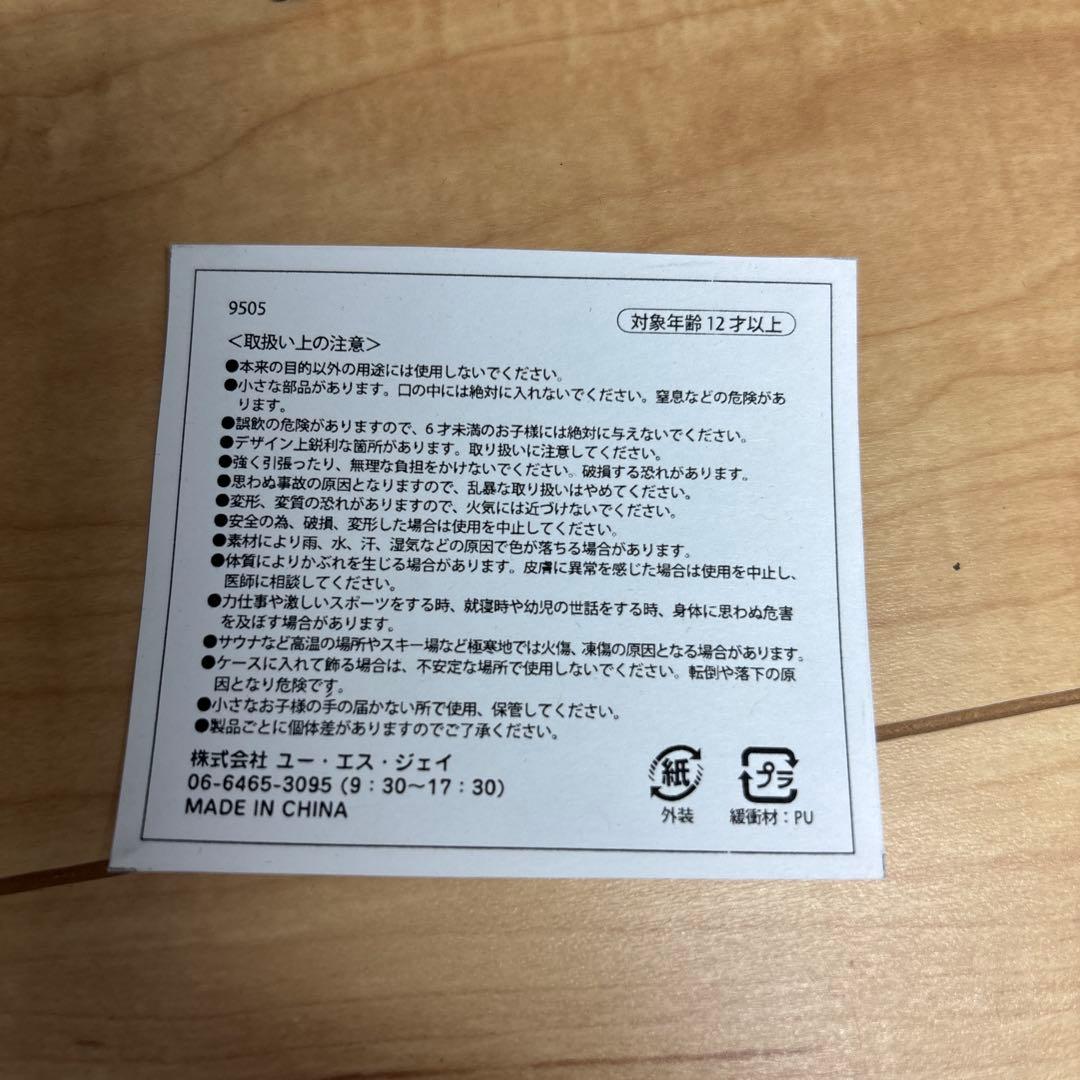 9505
対象年齢12才以上
<取扱い上の注意>
●本来の目的以外の用途には使用しないでください。
●小さな部品があります。口の中には絶対に入れないでください。窒息などの危険があ
ります。
●誤飲の危険がありますので、6才未満のお子様には絶対に与えないでください。
●デザイン上鋭利な箇所があります。取り扱いに注意してください。
●強く引張ったり、無理な負担をかけないでください。破損する恐れがあります。
●思わぬ事故の原因となりますので、乱暴な取り扱いはやめてください。
●変形、変質の恐れがありますので、火気には近づけないでください。
●安全の為、破損、変形した場合は使用を中止してください。
●素材により雨、水、汗、湿気などの原因で色が落ちる場合があります。
●体質によりかぶれを生じる場合があります。皮膚に異常を感じた場合は使用を中止し、
医師に相談してください。
●力仕事や激しいスポーツをする時、就寝時や幼児の世話をする時、身体に思わぬ危害
を及ぼす場合があります。
●サウナなど高温の場所やスキー場など極寒地では火傷、凍傷の原因となる場合があります。
●ケースに入れて飾る場合は、不安定な場所で使用しないでください。転倒や落下の原
因となり危険です。
●小さなお子様の手の届かない所で使用、保管してください。
●製品ごとに個体差がありますのでご了承ください。
株式会社 ユー・エス・ジェイ
06-6465-3095(9:30〜17:30)
MADE IN CHINA
紙
外装
プラ
緩衝材:PU